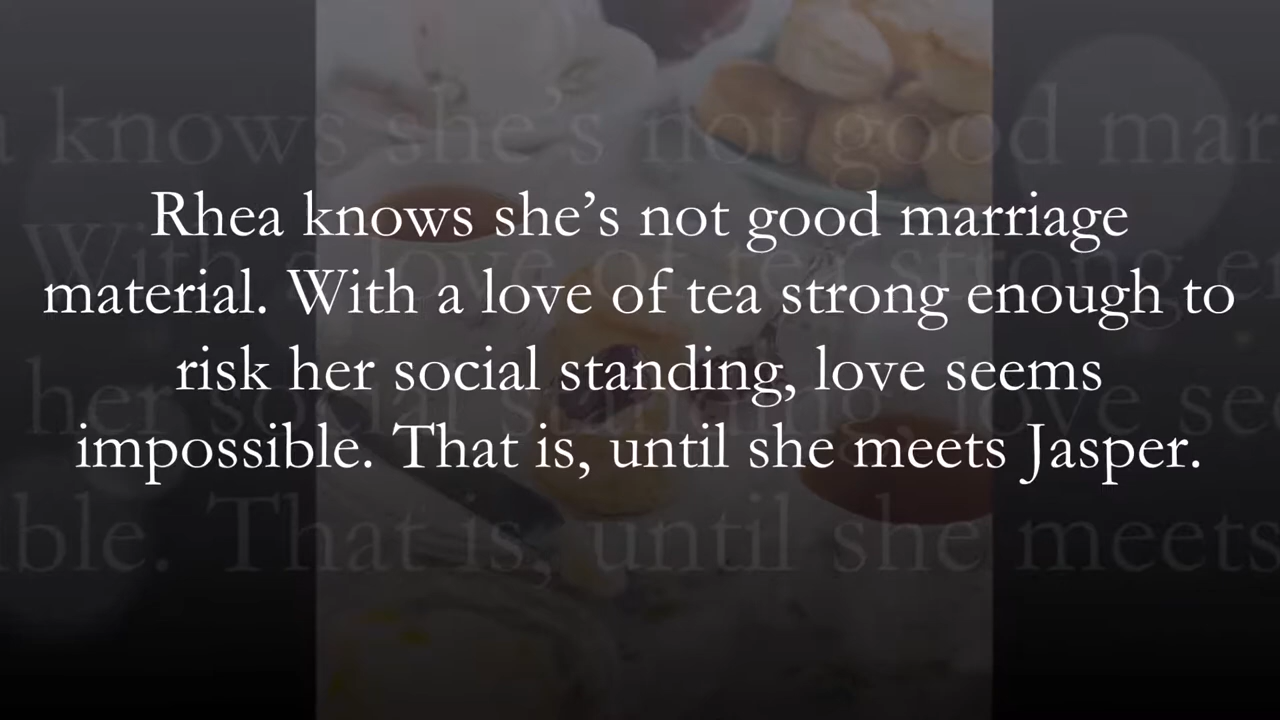 Rhea knows she’s not good marriage
material. With a love of tea strong enough to
risk her social standing, love seems
impossible. That is, until she meets Jasper.